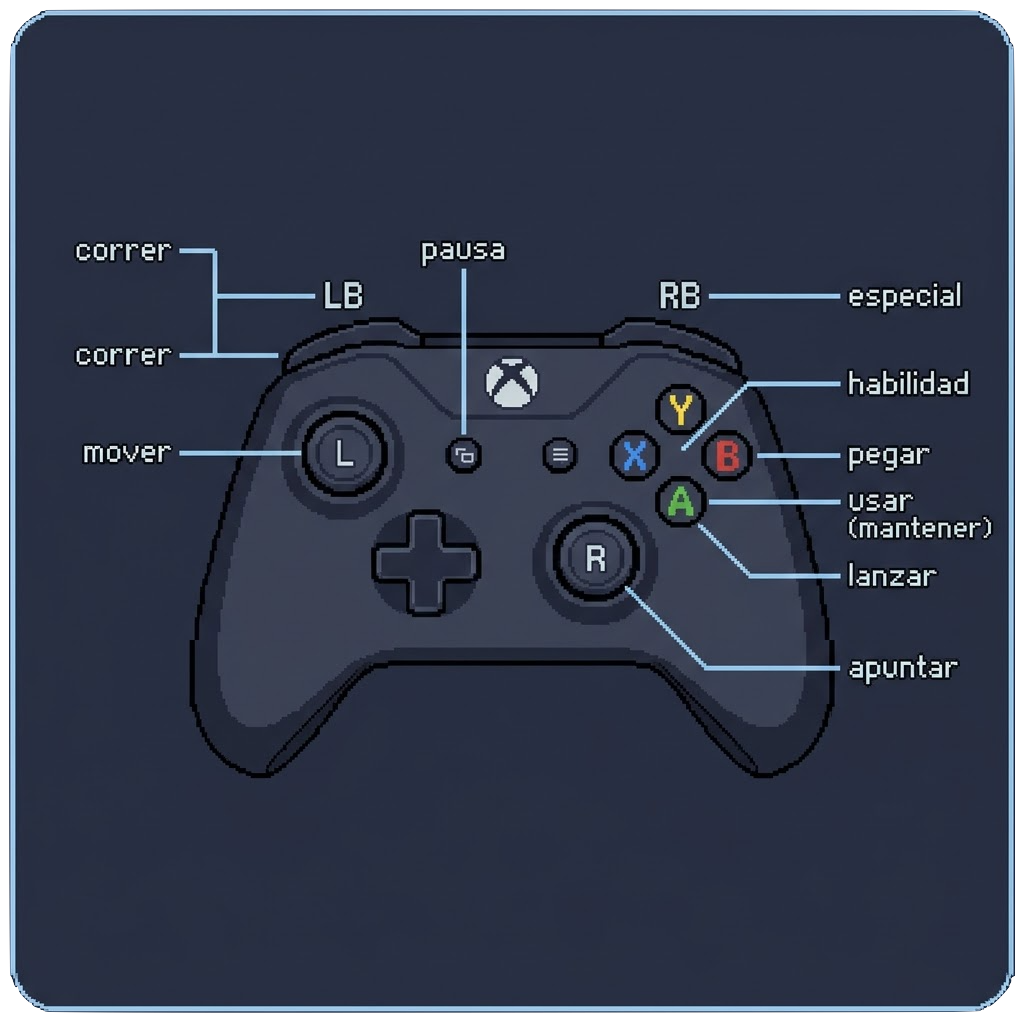 correr
pausa
LB
RB
especial
correr
habilidad
Y
mover
L
X
B
pegar
A
usar
(mantener)
R
lanzar
apuntar